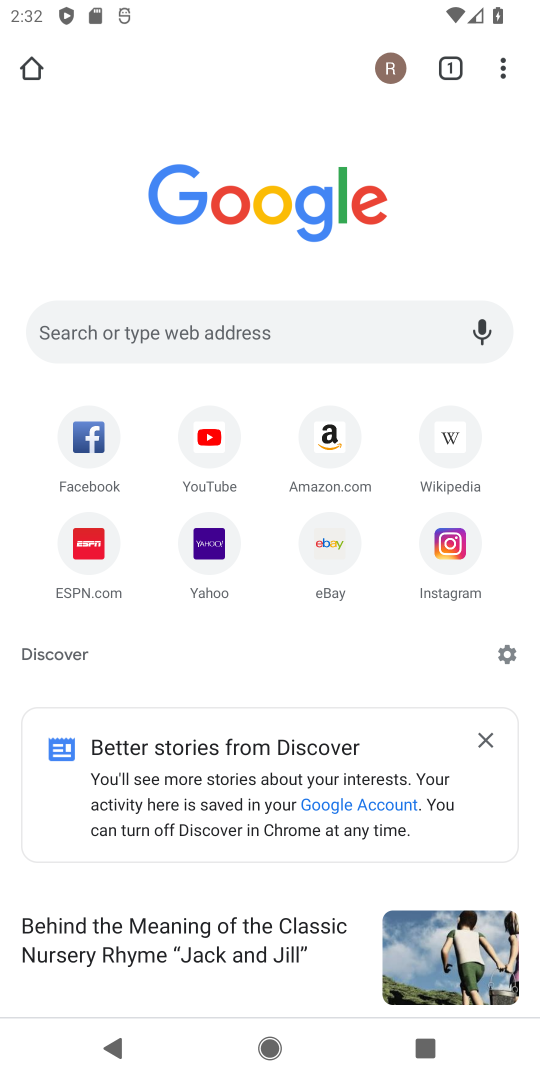 2:32
R
1
Google
Search or type web address
Facebook
YouTube
Amazon.com
Wikipedia
ESPN.com
Yahoo
eBay
Instagram
Discover
Better stories from Discover
You'll see more stories about your interests. Your
activity here is saved in your Google Account. You
can turn off Discover in Chrome at any time.
Behind the Meaning of the Classic
Nursery Rhyme “Jack and Jill”